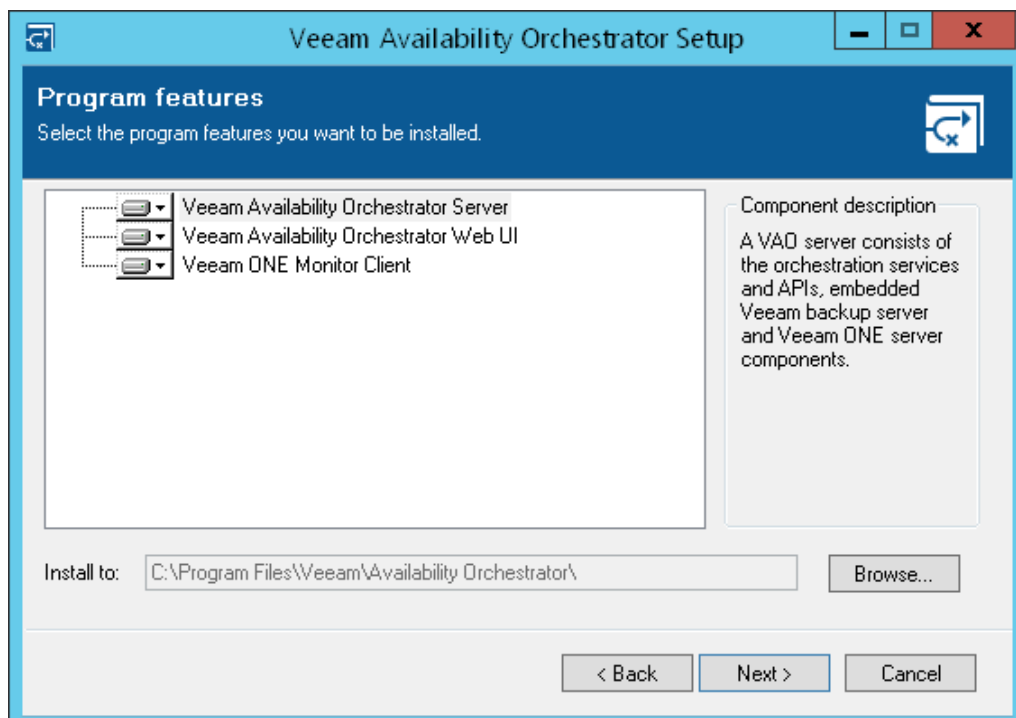 Veeam Availability Orchestrator Setup
Program features
Select the program features you want to be installed.
Veeam Availability Orchestrator Server
Veeam Availability Orchestrator Web UI
Veeam ONE Monitor Client
Component description
A VAO server consists of
the orchestration services
and APIs, embedded
Veeam backup server
and Veeam ONE server
components.
Install to:
C:\Program Files\Veeam\Availability Orchestrator\
Browse...
< Back
Next >
Cancel